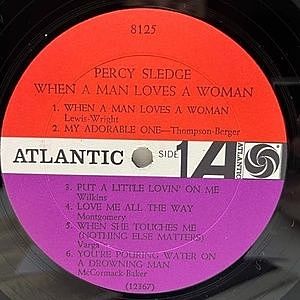 8125
PERCY SLEDGE
WHEN A MAN LOVES A WOMAN
1. WHEN A MAN LOVES A WOMAN
Lewis-Wright
2. MY ADORABLE ONE—Thompson-Berger
ATLANTIC SIDE 1 A
3. PUT A LITTLE LOVIN' ON ME
Wilkins
4. LOVE ME ALL THE WAY
Montgomery
5. WHEN SHE TOUCHES ME
(NOTHING ELSE MATTERS)
Varga
6. YOU'RE POURING WATER ON
A DROWNING MAN
McCormack-Baker
(12367)